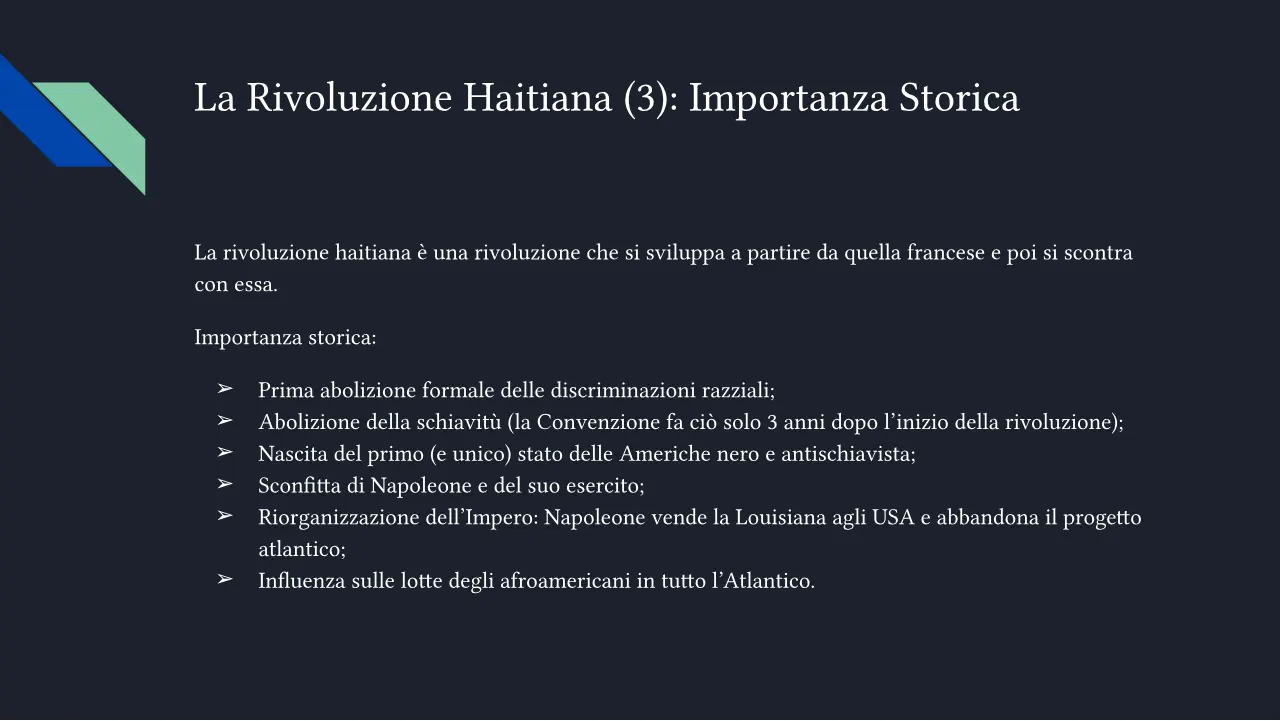 La Rivoluzione Haitiana (3): Importanza Storica
La rivoluzione haitiana è una rivoluzione che si sviluppa a partire da quella francese e poi si scontra
con essa.
Importanza storica:
➢ Prima abolizione formale delle discriminazioni razziali;
➢ Abolizione della schiavitù (la Convenzione fa ciò solo 3 anni dopo l’inizio della rivoluzione);
➢ Nascita del primo (e unico) stato delle Americhe nero e antischiavista;
➢ Sconfitta di Napoleone e del suo esercito;
➢ Riorganizzazione dell’Impero: Napoleone vende la Louisiana agli USA e abbandona il progetto
atlantico;
➢ Influenza sulle lotte degli afroamericani in tutto l’Atlantico.